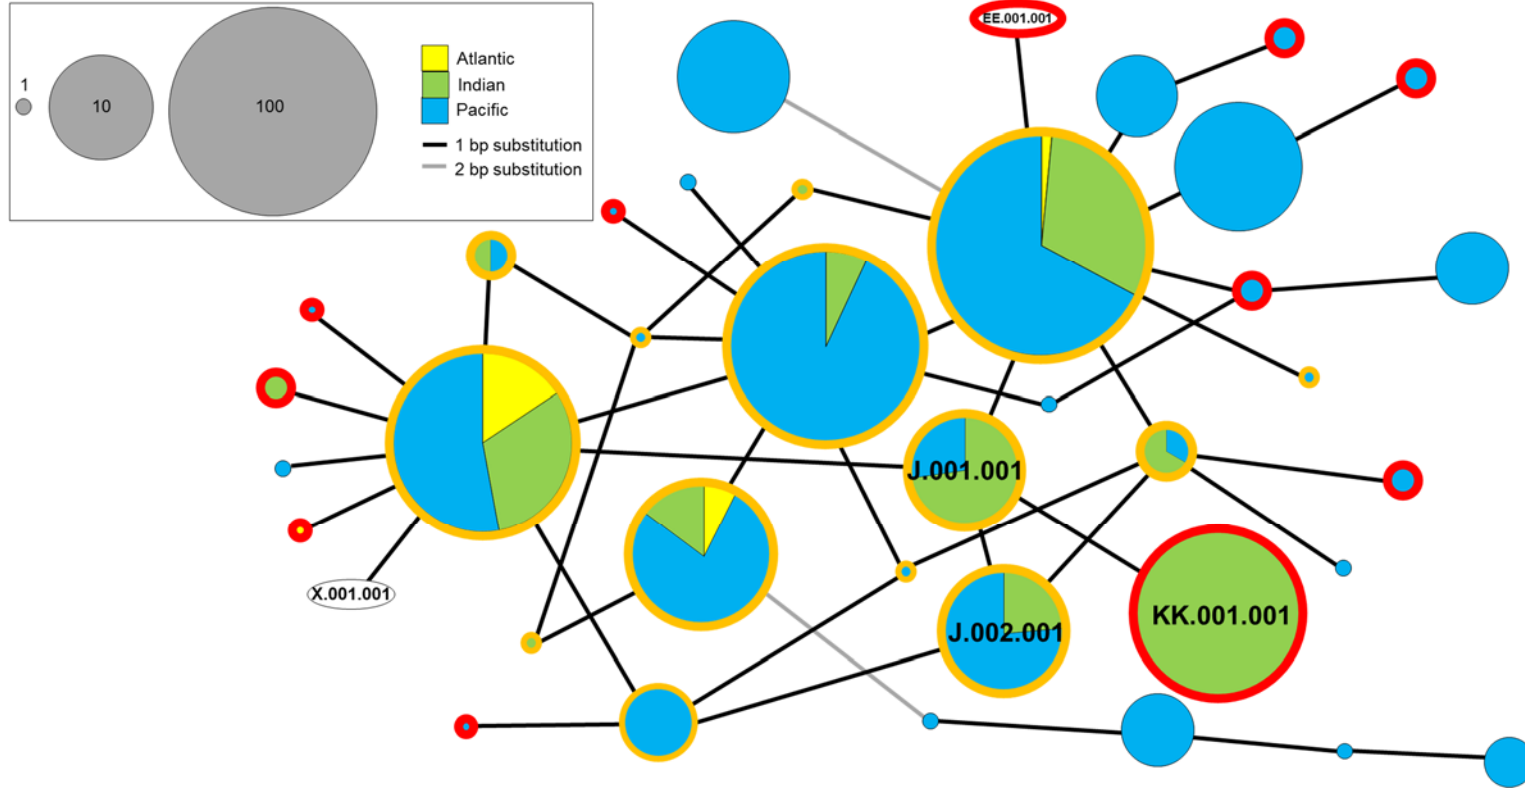 1
10
100
Atlantic
Indian
Pacific
1 bp substitution
2 bp substitution
EE.001.001
J.001.001
X.001.001
J.002.001
KK.001.001